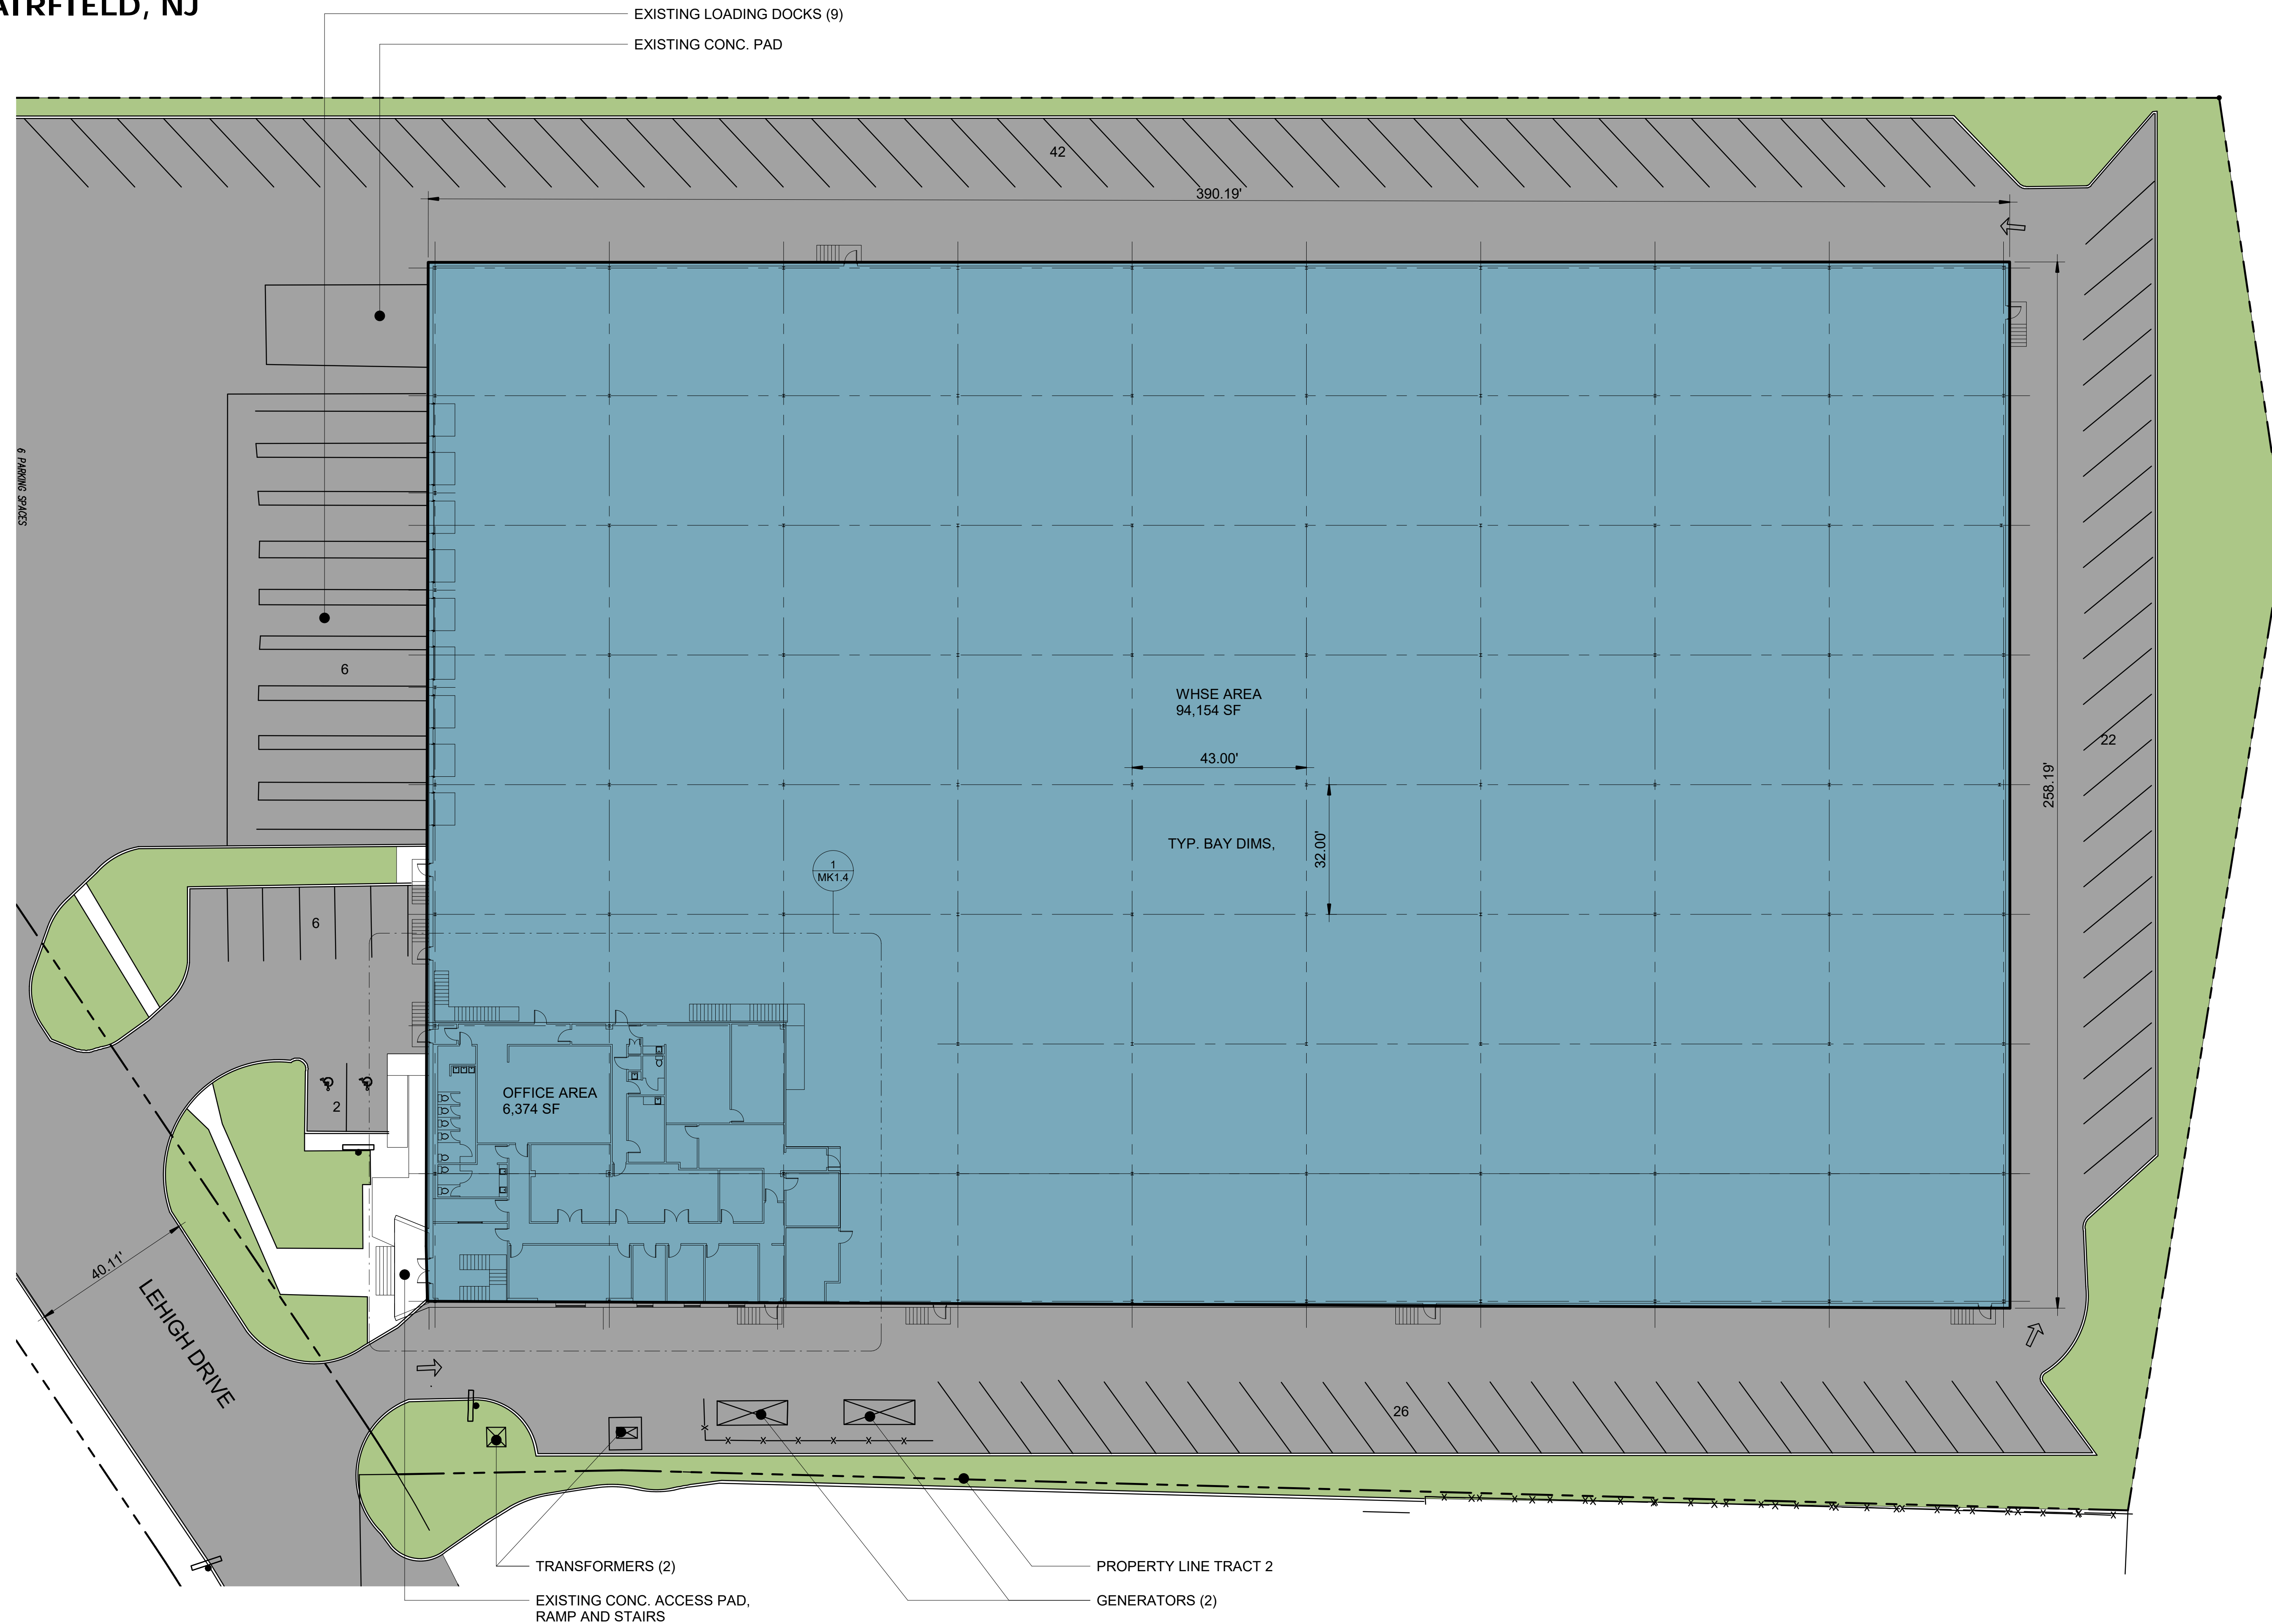 AIRFIELD, NJ
EXISTING LOADING DOCKS (9)
EXISTING CONC. PAD
42
390.19'
6 PARKING SPACES
6
WHSE AREA
94,154 SF
43.00'
22
258.19'
32.00'
TYP. BAY DIMS,
1
MK1.4
6
OFFICE AREA
6,374 SF
2
40.11'
LEHIGH DRIVE
26
TRANSFORMERS (2)
PROPERTY LINE TRACT 2
EXISTING CONC. ACCESS PAD,
RAMP AND STAIRS
GENERATORS (2)